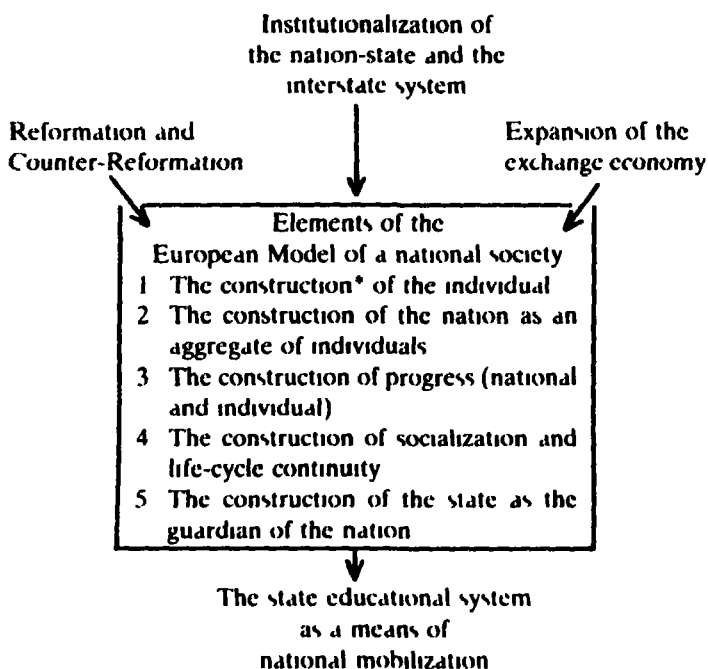 Institutionalization of
the nation-state and the
interstate system
Reformation and
Counter-Reformation
Expansion of the
exchange economy
Elements of the
European Model of a national society
1 The construction* of the individual
2 The construction of the nation as an
aggregate of individuals
3 The construction of progress (national
and individual)
4 The construction of socialization and
life-cycle continuity
5 The construction of the state as the
guardian of the nation
The state educational system
as a means of
national mobilization